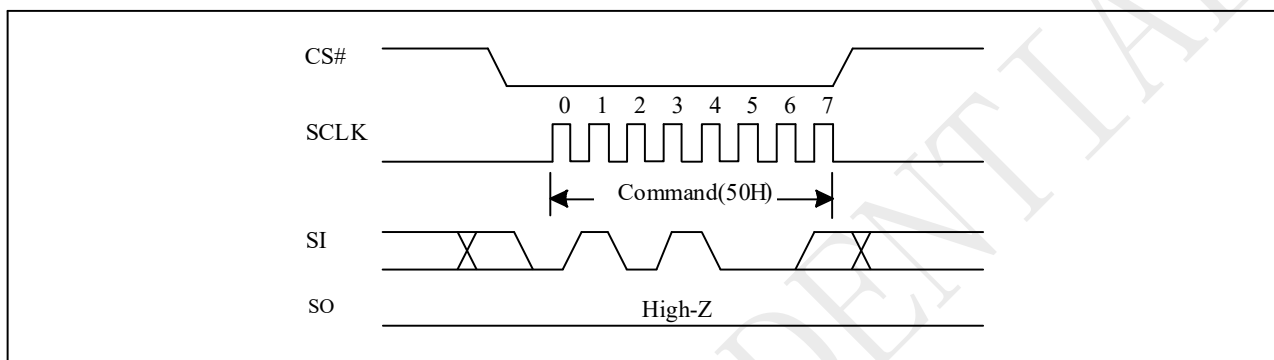 CS#
0 1 2 3 4 5 6 7
SCLK
Command(50H)
SI
SO High-Z